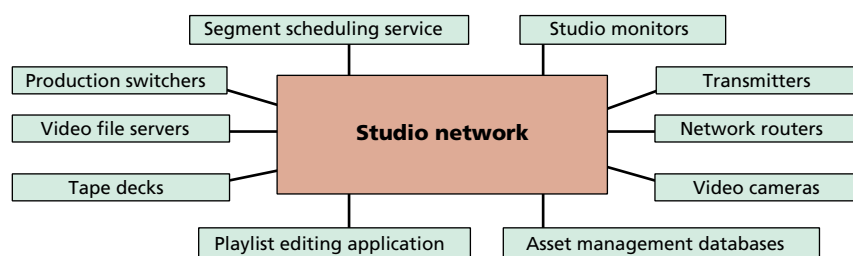 Segment scheduling service
Studio monitors
Production switchers
Transmitters
Video file servers
Studio network
Network routers
Tape decks
Video cameras
Playlist editing application
Asset management databases